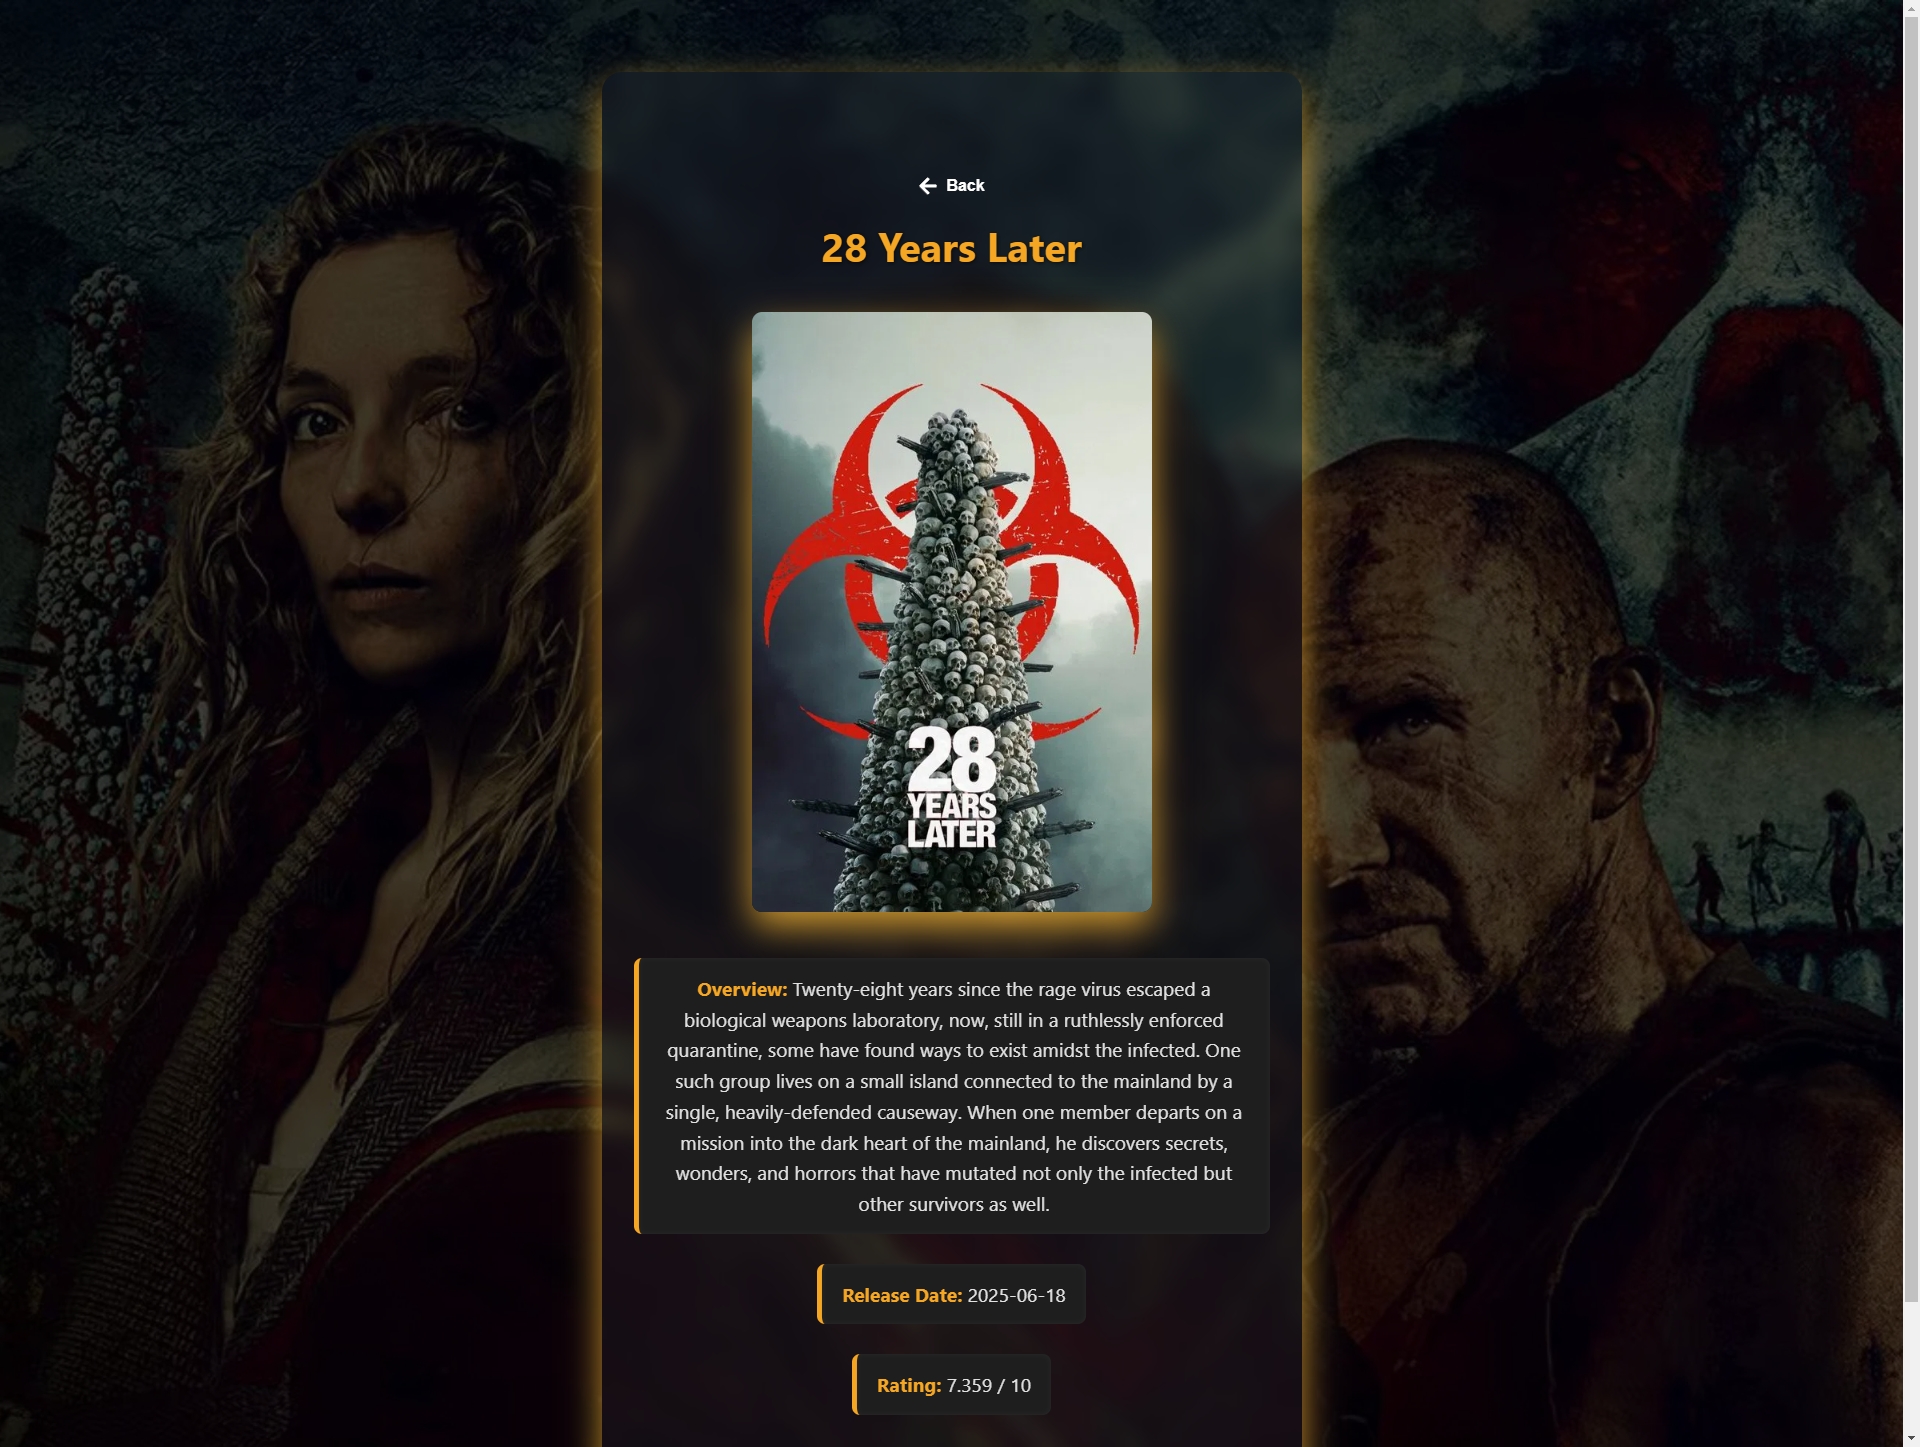 Back
28 Years Later
28
YEARS
LATER
Overview: Twenty-eight years since the rage virus escaped a
biological weapons laboratory, now, still in a ruthlessly enforced
quarantine, some have found ways to exist amidst the infected. One
such group lives on a small island connected to the mainland by a
single, heavily-defended causeway. When one member departs on a
mission into the dark heart of the mainland, he discovers secrets,
wonders, and horrors that have mutated not only the infected but
other survivors as well.
Release Date: 2025-06-18
Rating: 7.359 / 10